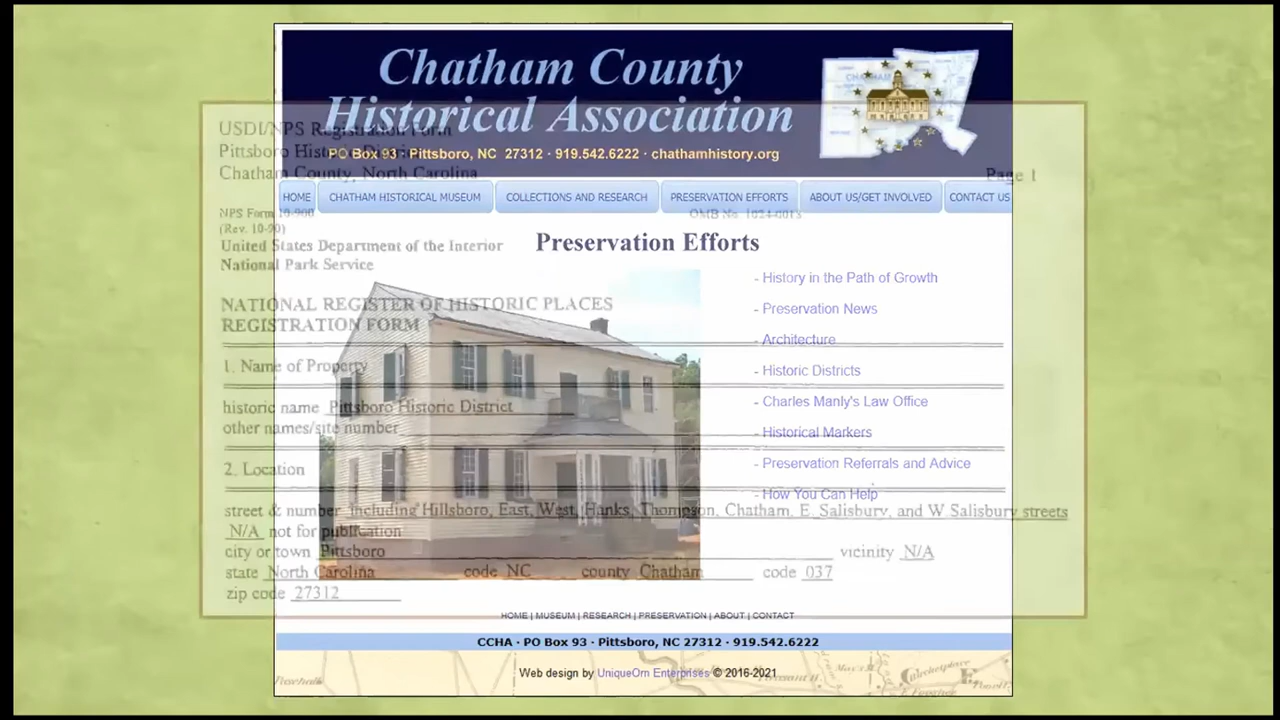 Chatham County
Historical Association
PO Box 93 · Pittsboro, NC 27312 · 919.542.6222 · chathamhistory.org
HOME
CHATHAM HISTORICAL MUSEUM
COLLECTIONS AND RESEARCH
PRESERVATION EFFORTS
ABOUT US/GET INVOLVED
CONTACT US
Preservation Efforts
- History in the Path of Growth
- Preservation News
- Architecture
- Historic Districts
- Charles Manly's Law Office
- Historical Markers
- Preservation Referrals and Advice
- How You Can Help
HOME | MUSEUM | RESEARCH | PRESERVATION | ABOUT | CONTACT
CCHA · PO Box 93 · Pittsboro, NC 27312 · 919.542.6222
Web design by UniqueOrn Enterprises © 2016-2021
USDI/NPS Registration Form
Pittsboro Historic District
Chatham County, North Carolina
Page 1
NPS Form 10-900
OMB No. 1024-0018
(Rev. 10-90)
United States Department of the Interior
National Park Service
NATIONAL REGISTER OF HISTORIC PLACES
REGISTRATION FORM
1. Name of Property
historic name Pittsboro Historic District
other names/site number
2. Location
street & number including Hillsboro, East, West, Hanks, Thompson, Chatham, E. Salisbury, and W Salisbury streets
N/A not for publication
city or town Pittsboro vicinity N/A
state North Carolina code NC county Chatham code 037
zip code 27312